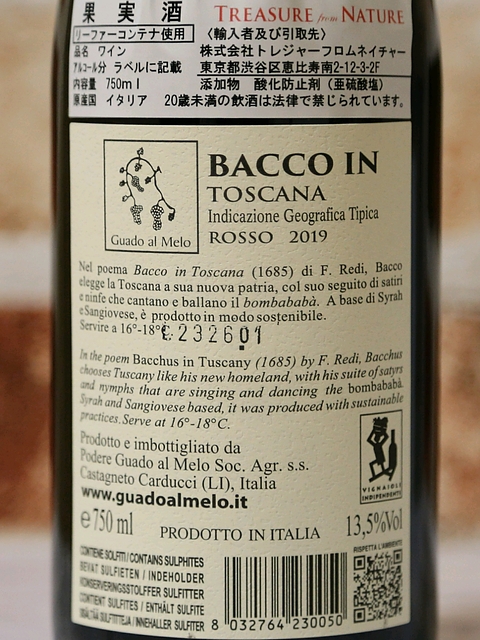 果実酒 TREASURE from NATURE
リーファーコンテナ使用 〈輸入者及び引取先〉
品名 ワイン 株式会社トレジャーフロムネイチャー
アルコール分 ラベルに記載 東京都渋谷区恵比寿南2-12-3-2F
内容量 750ml 添加物 酸化防止剤（亜硫酸塩）
原産国 イタリア 20歳未満の飲酒は法律で禁じられています。
Guado al Melo
BACCO IN
TOSCANA
Indicazione Geografica Tipica
ROSSO 2019
Nel poema Bacco in Toscana (1685) di F. Redi, Bacco
elegge la Toscana a sua nuova patria, col suo seguito di satiri
e ninfe che cantano e ballano il bombababà. A base di Syrah
e Sangiovese, è prodotto in modo sostenibile.
Servire a 16°-18°C.
232601
In the poem Bacchus in Tuscany (1685) by F. Redi, Bacchus
chooses Tuscany like his new homeland, with his suite of satyrs
and nymphs that are singing and dancing the bombababà.
Syrah and Sangiovese based, it was produced with sustainable
practices. Serve at 16°-18°C.
Prodotto e imbottigliato da
Podere Guado al Melo Soc. Agr. s.s.
Castagneto Carducci (LI), Italia
www.guadoalmelo.it
VIGNAIOLI
INDIPENDENTI
℮750 ml
PRODOTTO IN ITALIA
13,5%Vol
RISPETTA L'AMBIENTE
CONTIENE SOLFITI / CONTAINS SULPHITES
BEVAT SULFIETEN / INDEHOLDER
KONSERVERINGSSTOFFER SULFITTER
CONTIENT SULFITES / ENTHÄLT SULFITE
SISÄLTÄÄ SULFIITTEJA / INNEHALLER SULFITER
8 032764 230050